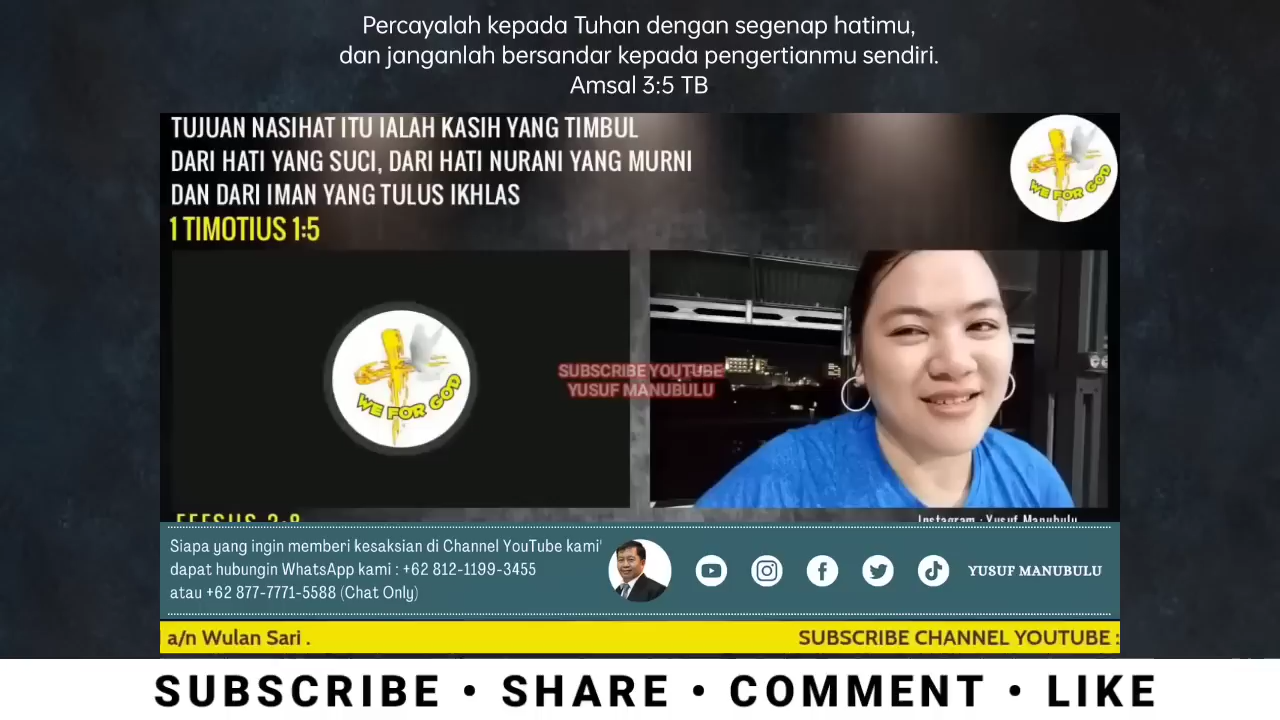 Percayalah kepada Tuhan dengan segenap hatimu,
dan janganlah bersandar kepada pengertianmu sendiri.
Amsal 3:5 TB
TUJUAN NASIHAT ITU IALAH KASIH YANG TIMBUL
DARI HATI YANG SUCI, DARI HATI NURANI YANG MURNI
DAN DARI IMAN YANG TULUS IKHLAS
1 TIMOTIUS 1:5
WE FOR GOD
WE FOR GOD
SUBSCRIBE YOUTUBE
YUSUF MANUBULU
EFESUS 2:8
Instagram : Yusuf Manubulu
Siapa yang ingin memberi kesaksian di Channel YouTube kami'
dapat hubungin WhatsApp kami : +62 812-1199-3455
atau +62 877-7771-5588 (Chat Only)
YUSUF MANUBULU
a/n Wulan Sari .
SUBSCRIBE CHANNEL YOUTUBE :
SUBSCRIBE • SHARE • COMMENT • LIKE